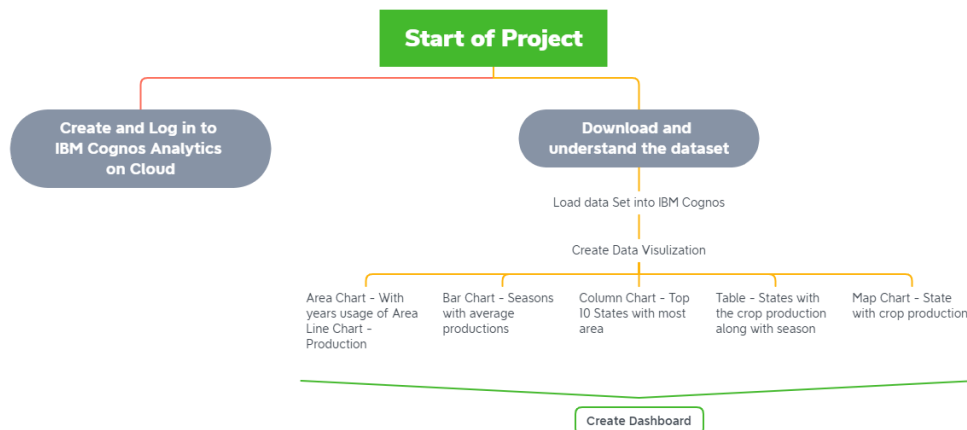 Start of Project
Create and Log in to
IBM Cognos Analytics
on Cloud
Download and
understand the dataset
Load data Set into IBM Cognos
Create Data Visulization
Area Chart - With
years usage of Area
Line Chart -
Production
Bar Chart - Seasons
with average
productions
Column Chart - Top
10 States with most
area
Table - States with
the crop production
along with season
Map Chart - State
with crop production
Create Dashboard